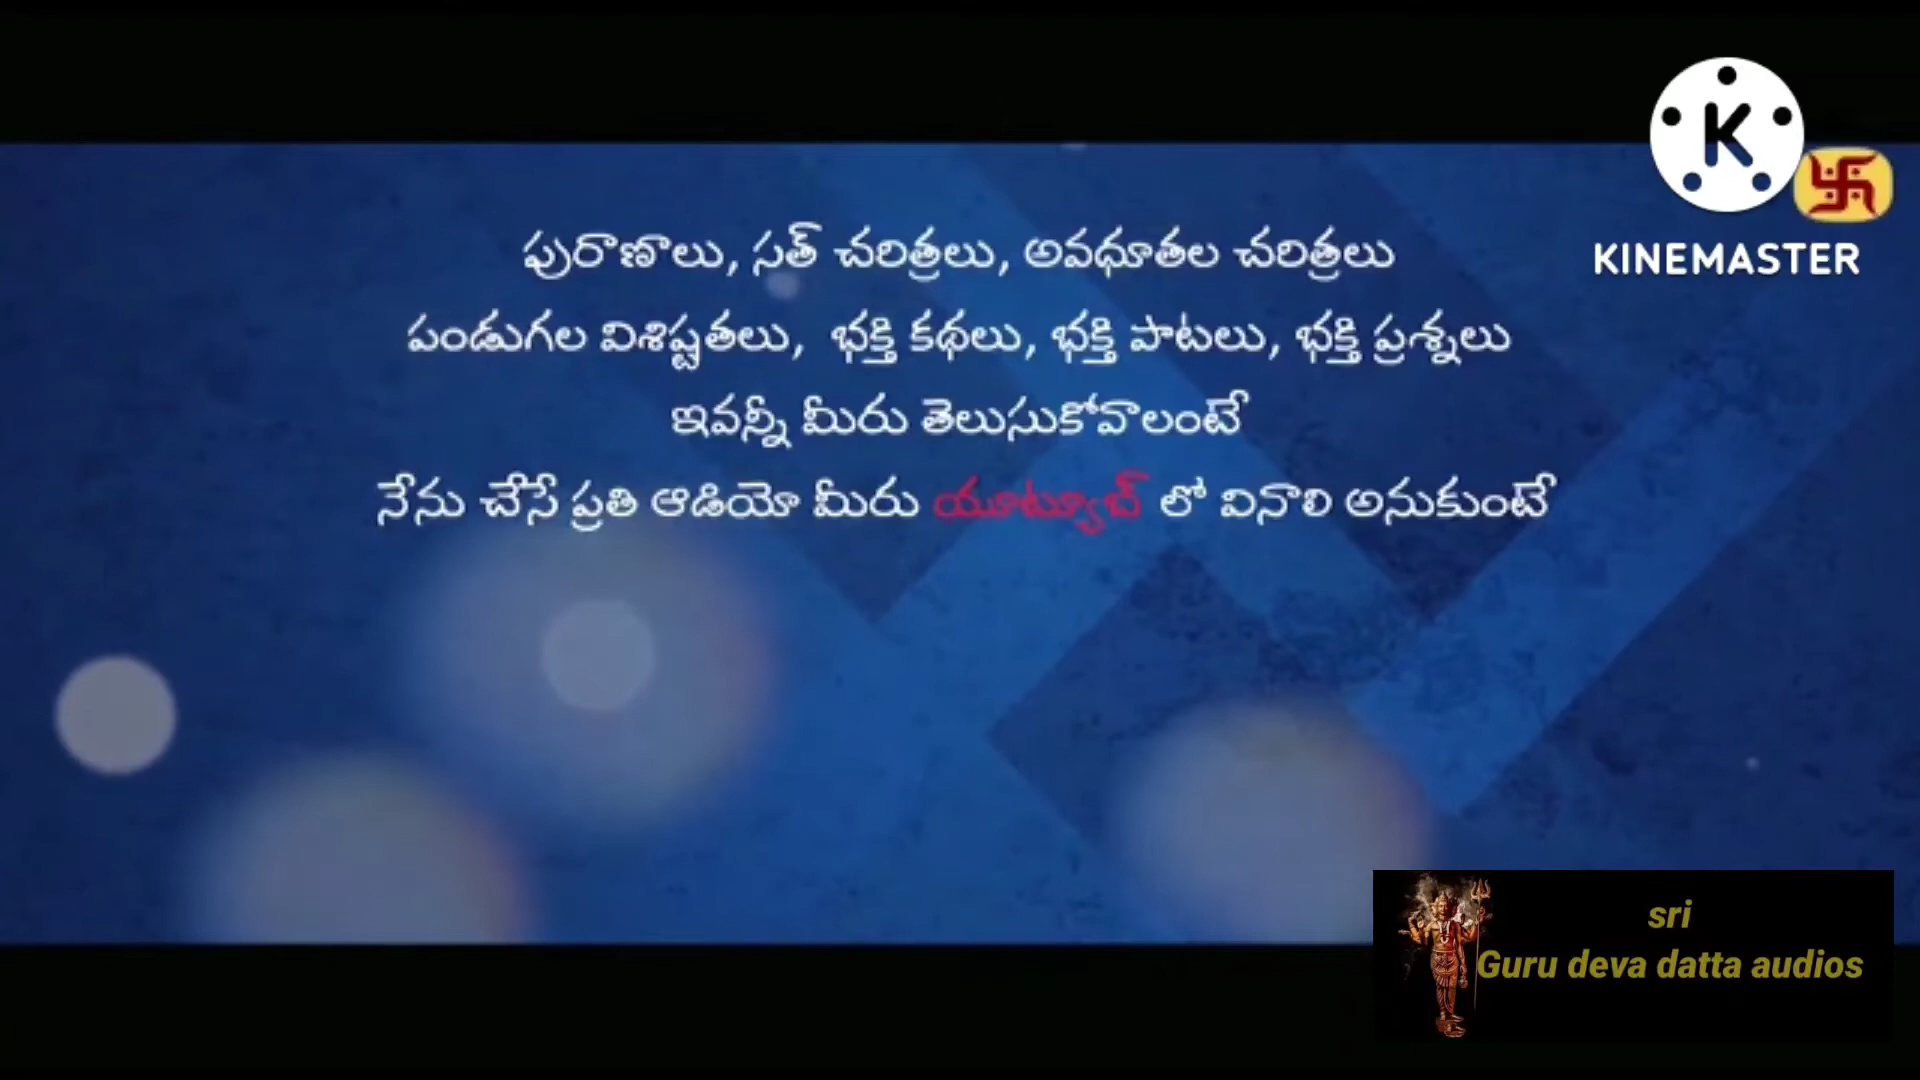 K
KINEMASTER
పురాణాలు, సత్ చరిత్రలు, అవధూతల చరిత్రలు
పండుగల విశిష్టతలు, భక్తి కథలు, భక్తి పాటలు, భక్తి ప్రశ్నలు
ఇవన్నీ మీరు తెలుసుకోవాలంటే
నేను చేసే ప్రతి ఆడియో మీరు యూట్యూబ్ లో వినాలి అనుకుంటే
sri
Guru deva datta audios